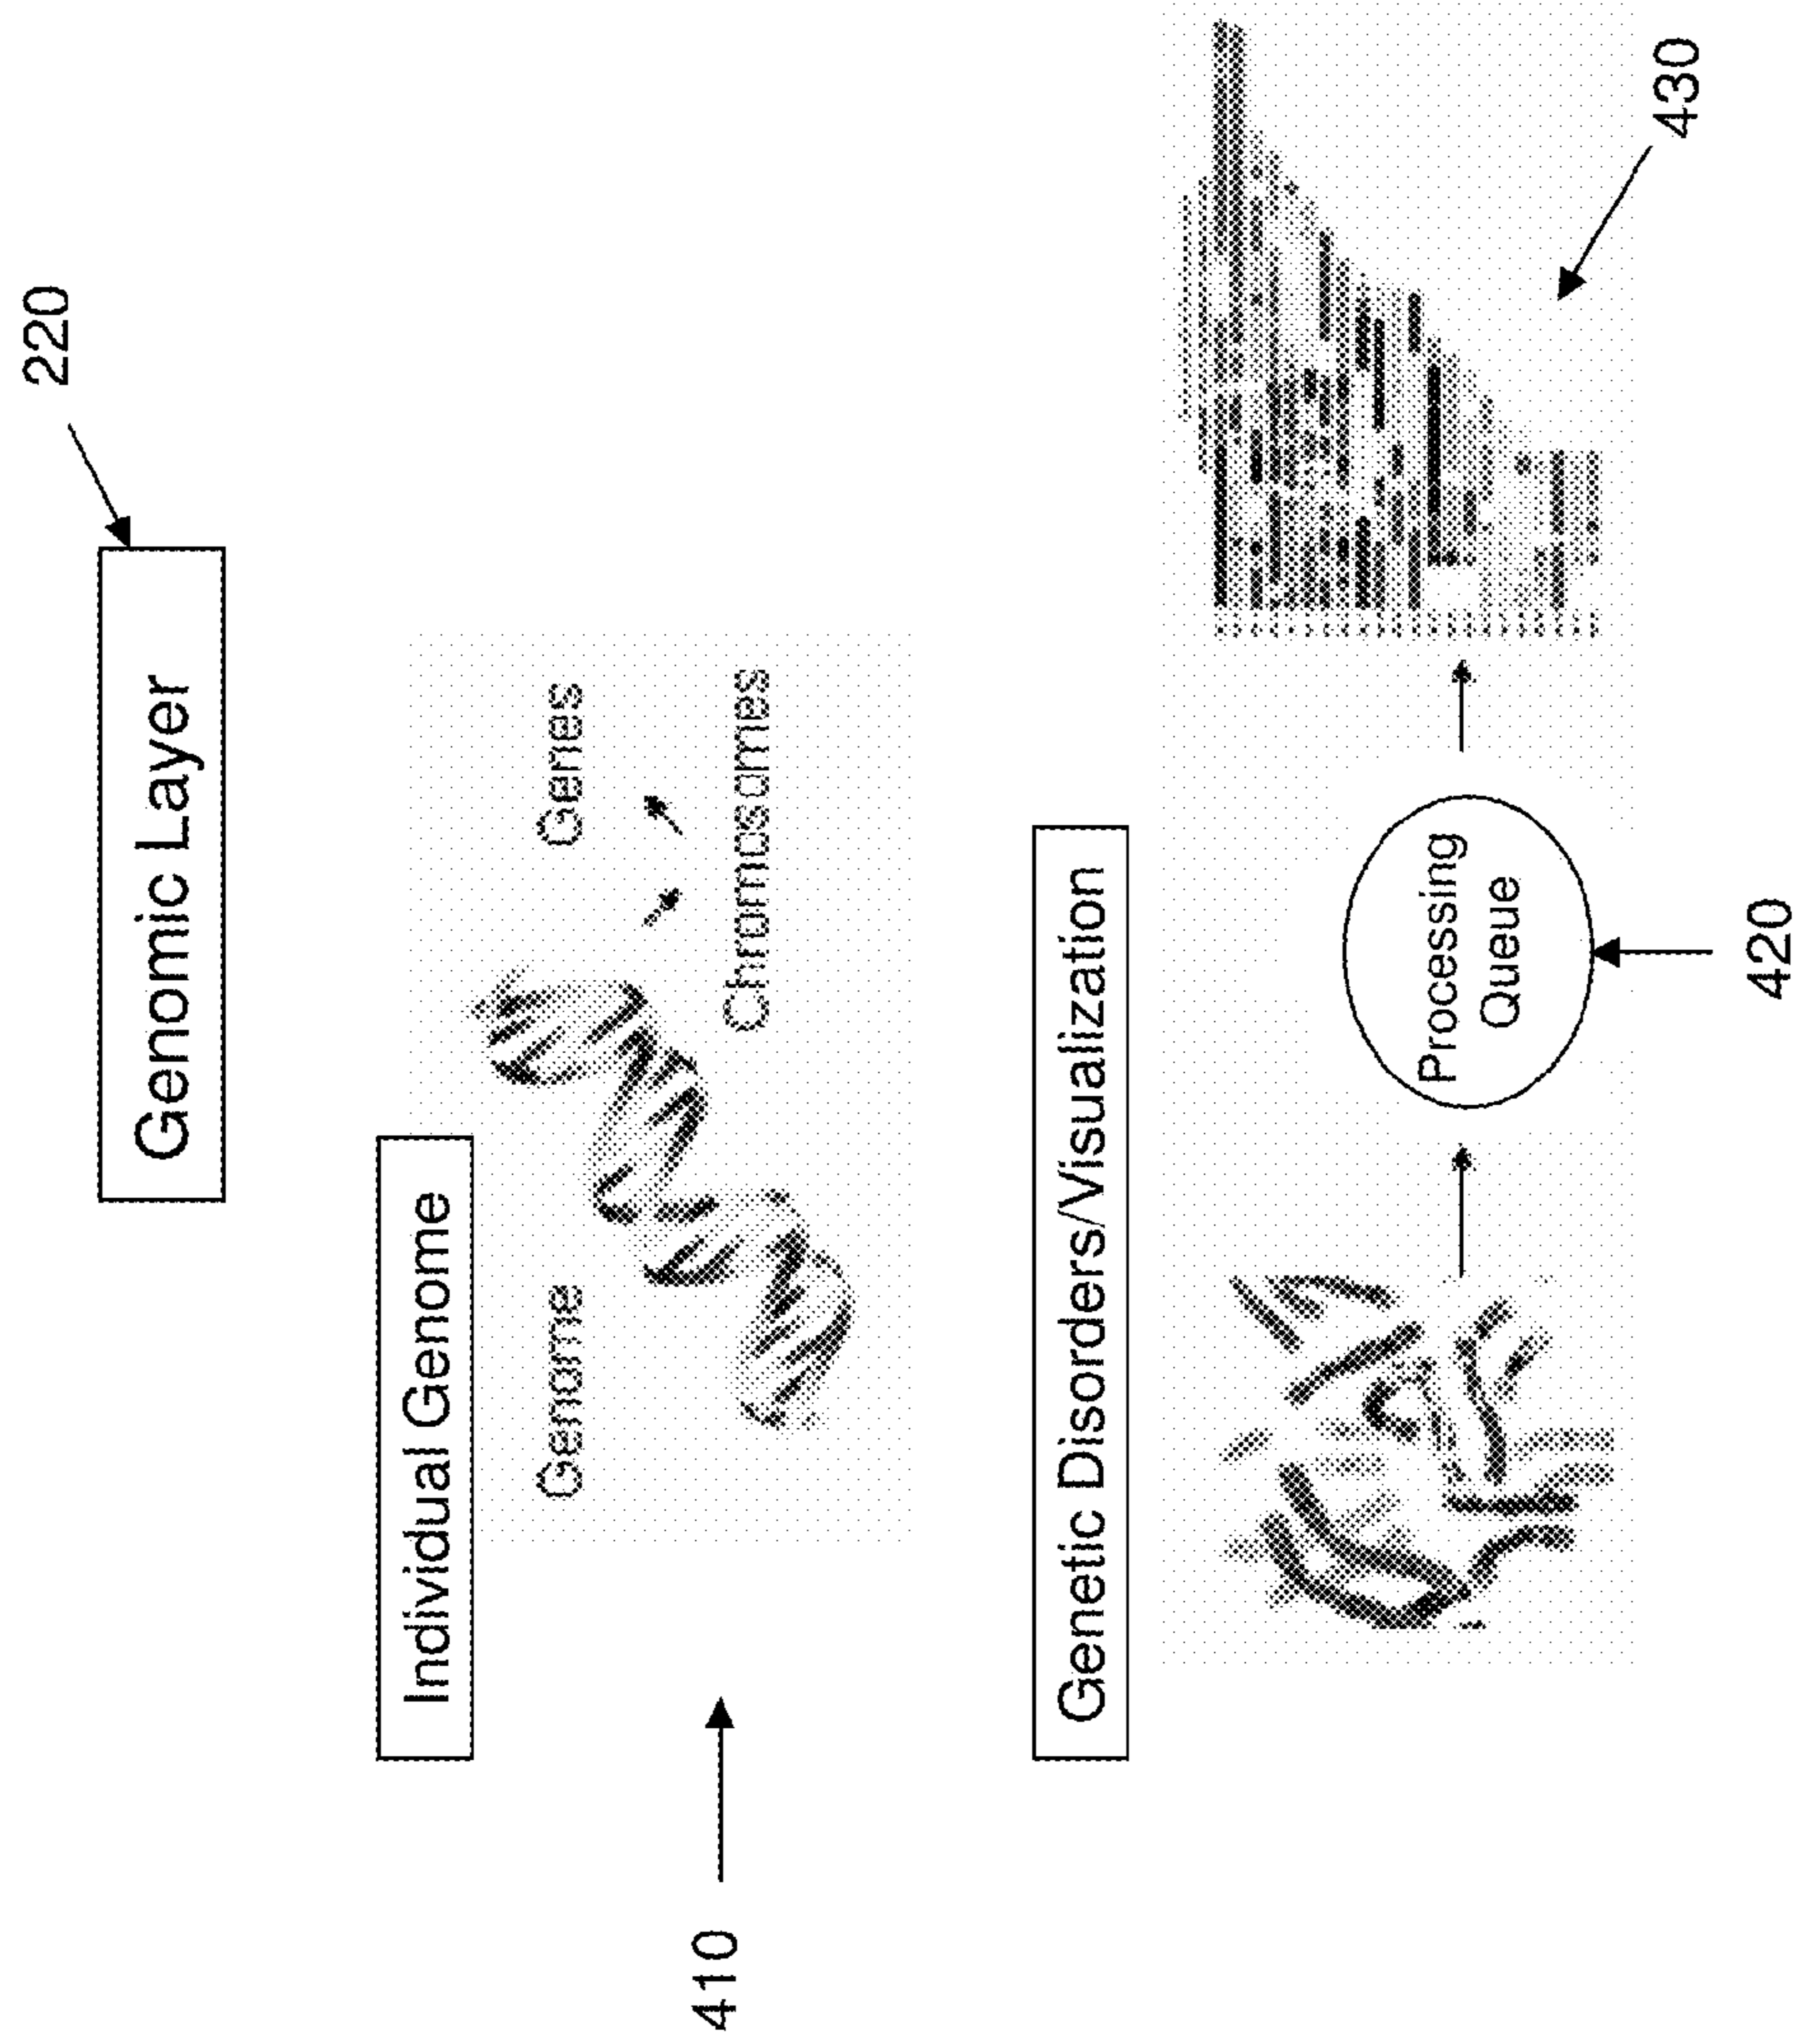 220
Genomic Layer
Individual Genome
Genome
Genes
Chromosomes
410
Genetic Disorders/Visualization
Processing
Queue
420
430